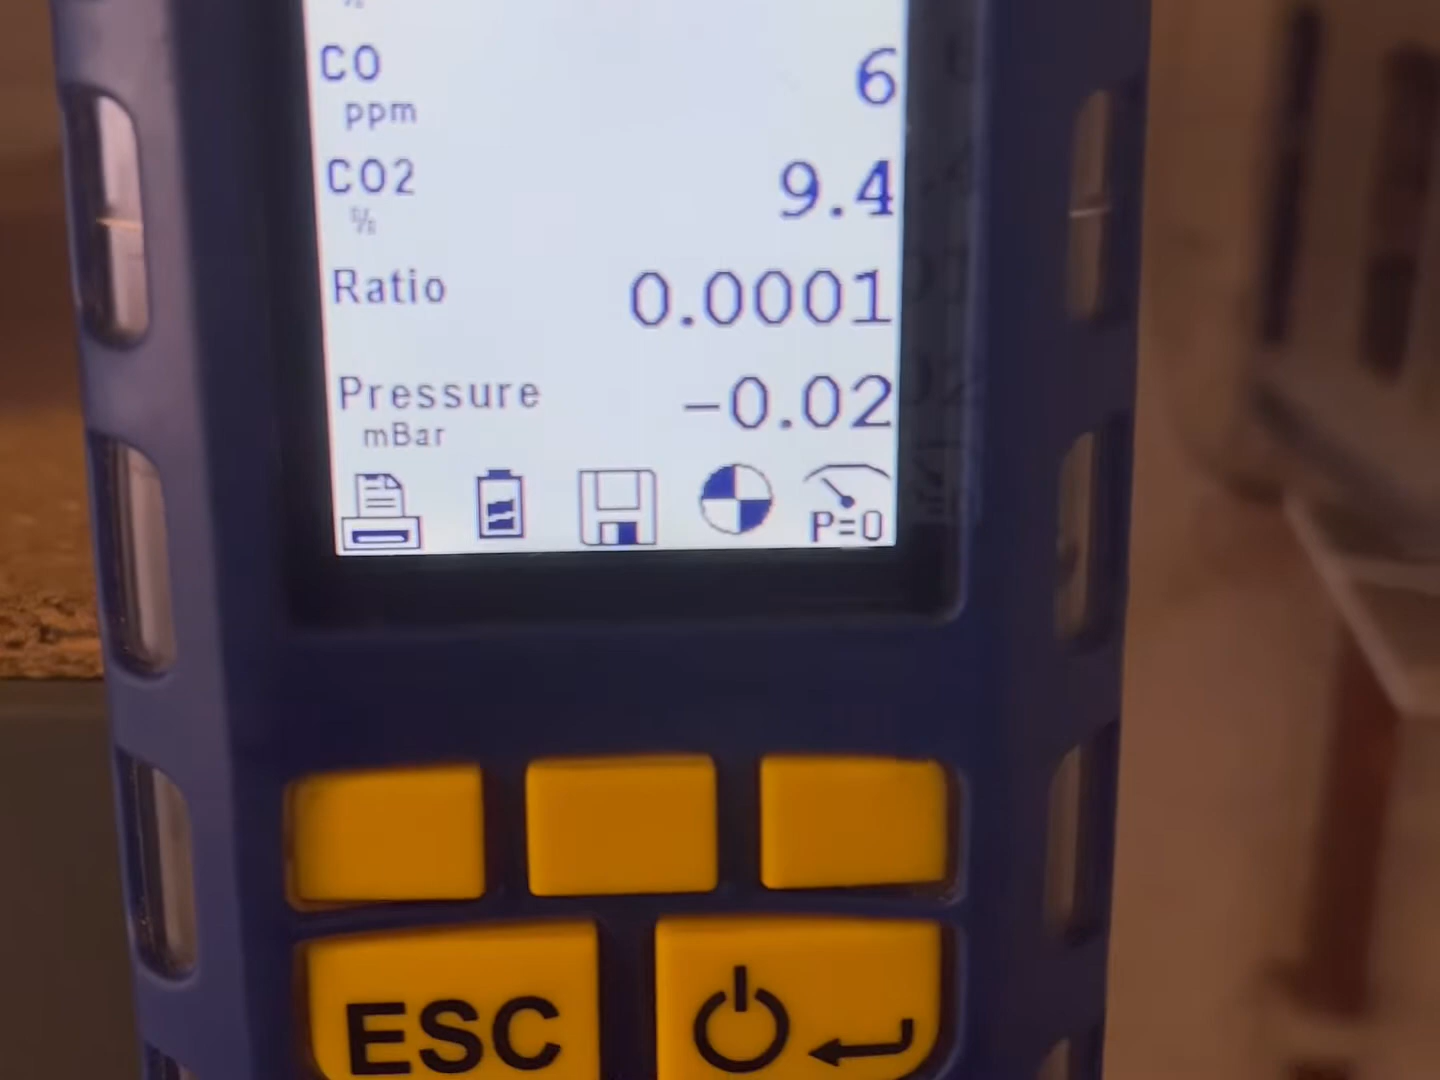 CO 6
ppm
CO2 9.4
%
Ratio 0.0001
Pressure -0.02
mBar
P=0
ESC